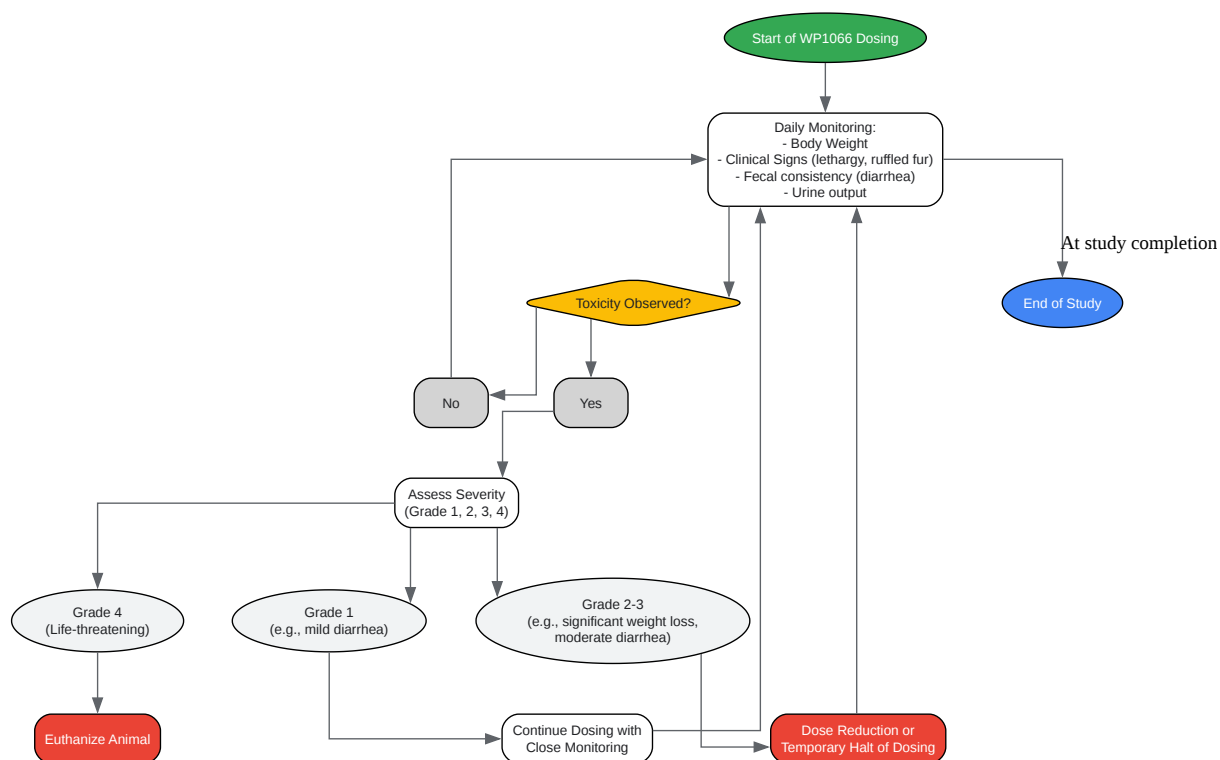 Start of WP1066 Dosing
Daily Monitoring:
- Body Weight
- Clinical Signs (lethargy, ruffled fur)
- Fecal consistency (diarrhea)
- Urine output
At study completion
Toxicity Observed?
End of Study
No
Yes
Assess Severity
(Grade 1, 2, 3, 4)
Grade 4
(Life-threatening)
Grade 1
(e.g., mild diarrhea)
Grade 2-3
(e.g., significant weight loss,
moderate diarrhea)
Euthanize Animal
Continue Dosing with
Close Monitoring
Dose Reduction or
Temporary Halt of Dosing